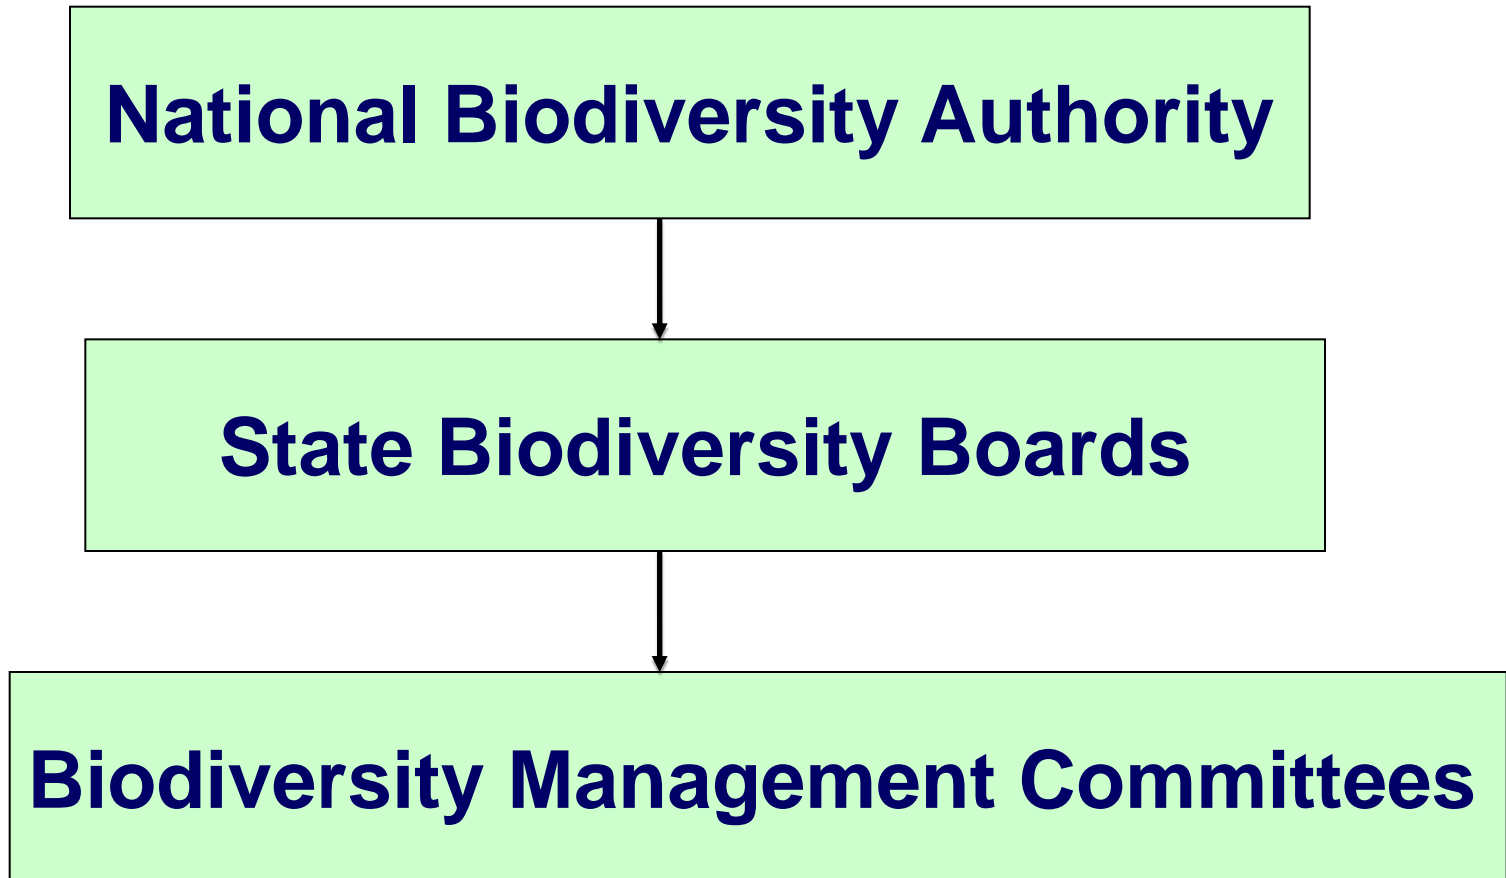 National Biodiversity Authority
State Biodiversity Boards
Biodiversity Management Committees